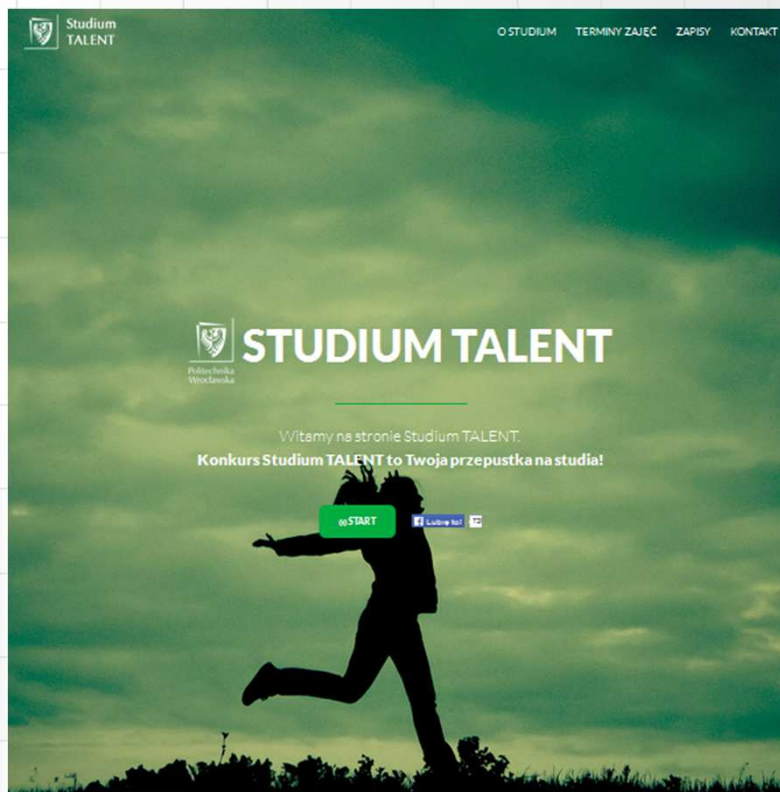 Studium
TALENT
O STUDIUM TERMINY ZAJĘĆ ZAPISY KONTAKT
STUDIUM TALENT
Politechnika
Wrocławska
Witamy na stronie Studium TALENT.
Konkurs Studium TALENT to Twoja przepustka na studia!
START
Lubię to!